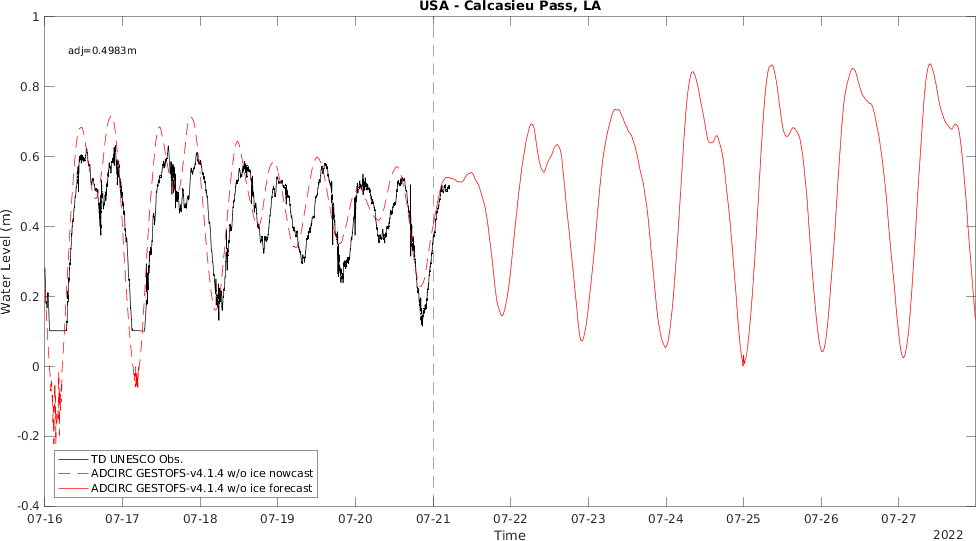 USA - Calcasieu Pass, LA
1
adj=0.4983m
0.8
0.6
0.4
0.2
0
-0.2
-0.4
Water Level (m)
TD UNESCO Obs.
ADCIRC GESTOFS-v4.1.4 w/o ice nowcast
ADCIRC GESTOFS-v4.1.4 w/o ice forecast
07-16 07-17 07-18 07-19 07-20 07-21 07-22 07-23 07-24 07-25 07-26 07-27
Time
2022